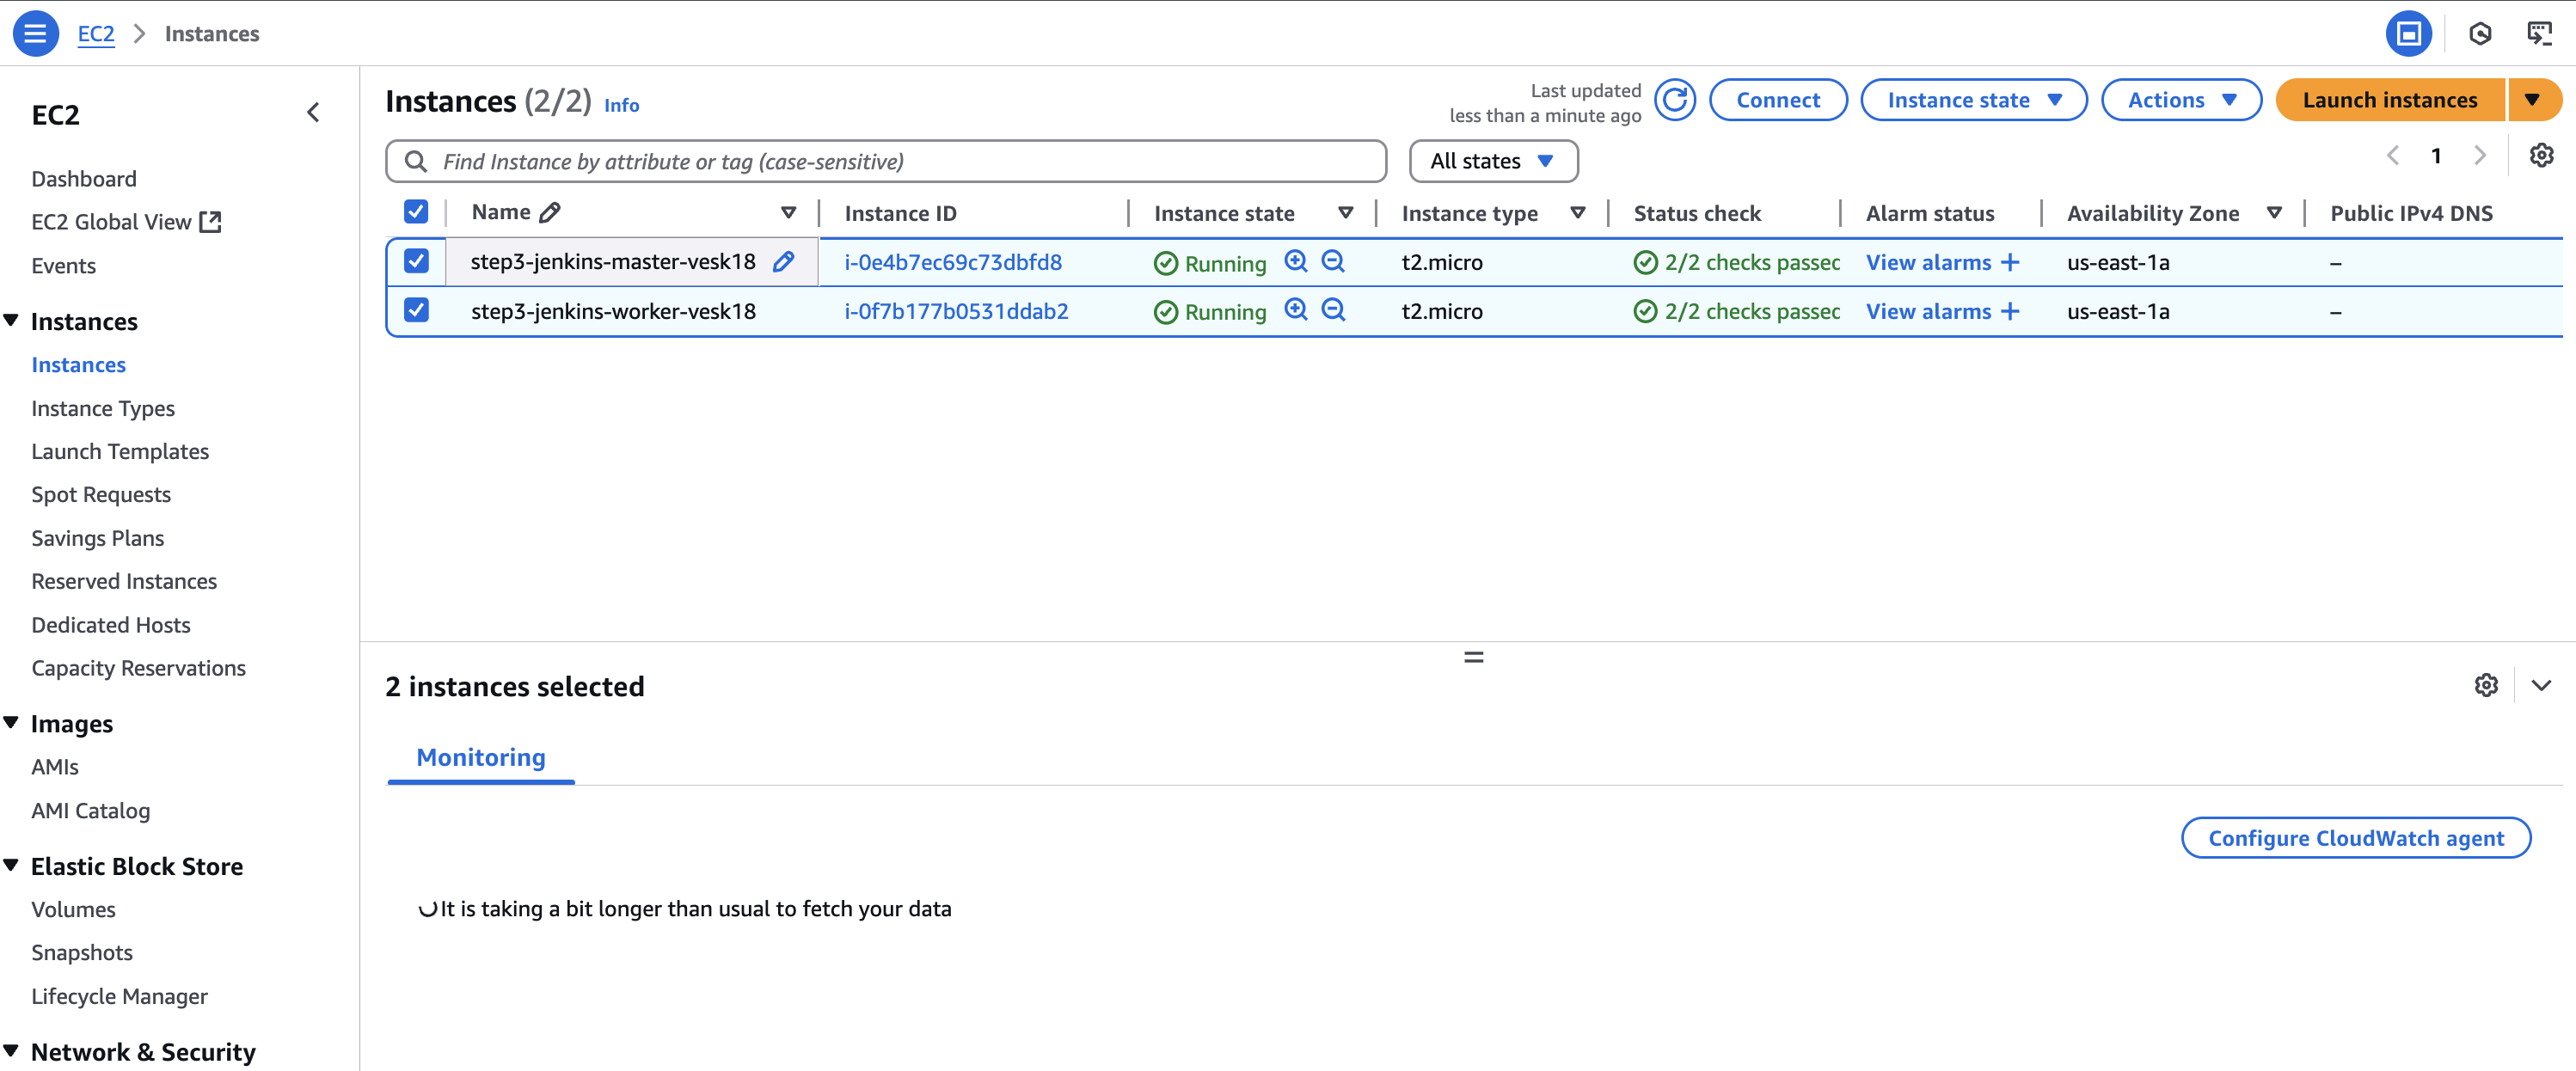 EC2 > Instances
EC2
Dashboard
EC2 Global View
Events
Instances
Instances
Instance Types
Launch Templates
Spot Requests
Savings Plans
Reserved Instances
Dedicated Hosts
Capacity Reservations
Images
AMIs
AMI Catalog
Elastic Block Store
Volumes
Snapshots
Lifecycle Manager
Network & Security
Instances (2/2) Info
Last updated
less than a minute ago
Connect
Instance state
Actions
Launch instances
Find Instance by attribute or tag (case-sensitive)
All states
1
Name Instance ID Instance state Instance type Status check Alarm status Availability Zone Public IPv4 DNS
step3-jenkins-master-vesk18 i-0e4b7ec69c73dbfd8 Running t2.micro 2/2 checks passec View alarms + us-east-1a –
step3-jenkins-worker-vesk18 i-0f7b177b0531ddab2 Running t2.micro 2/2 checks passec View alarms + us-east-1a –
2 instances selected
Monitoring
Configure CloudWatch agent
It is taking a bit longer than usual to fetch your data